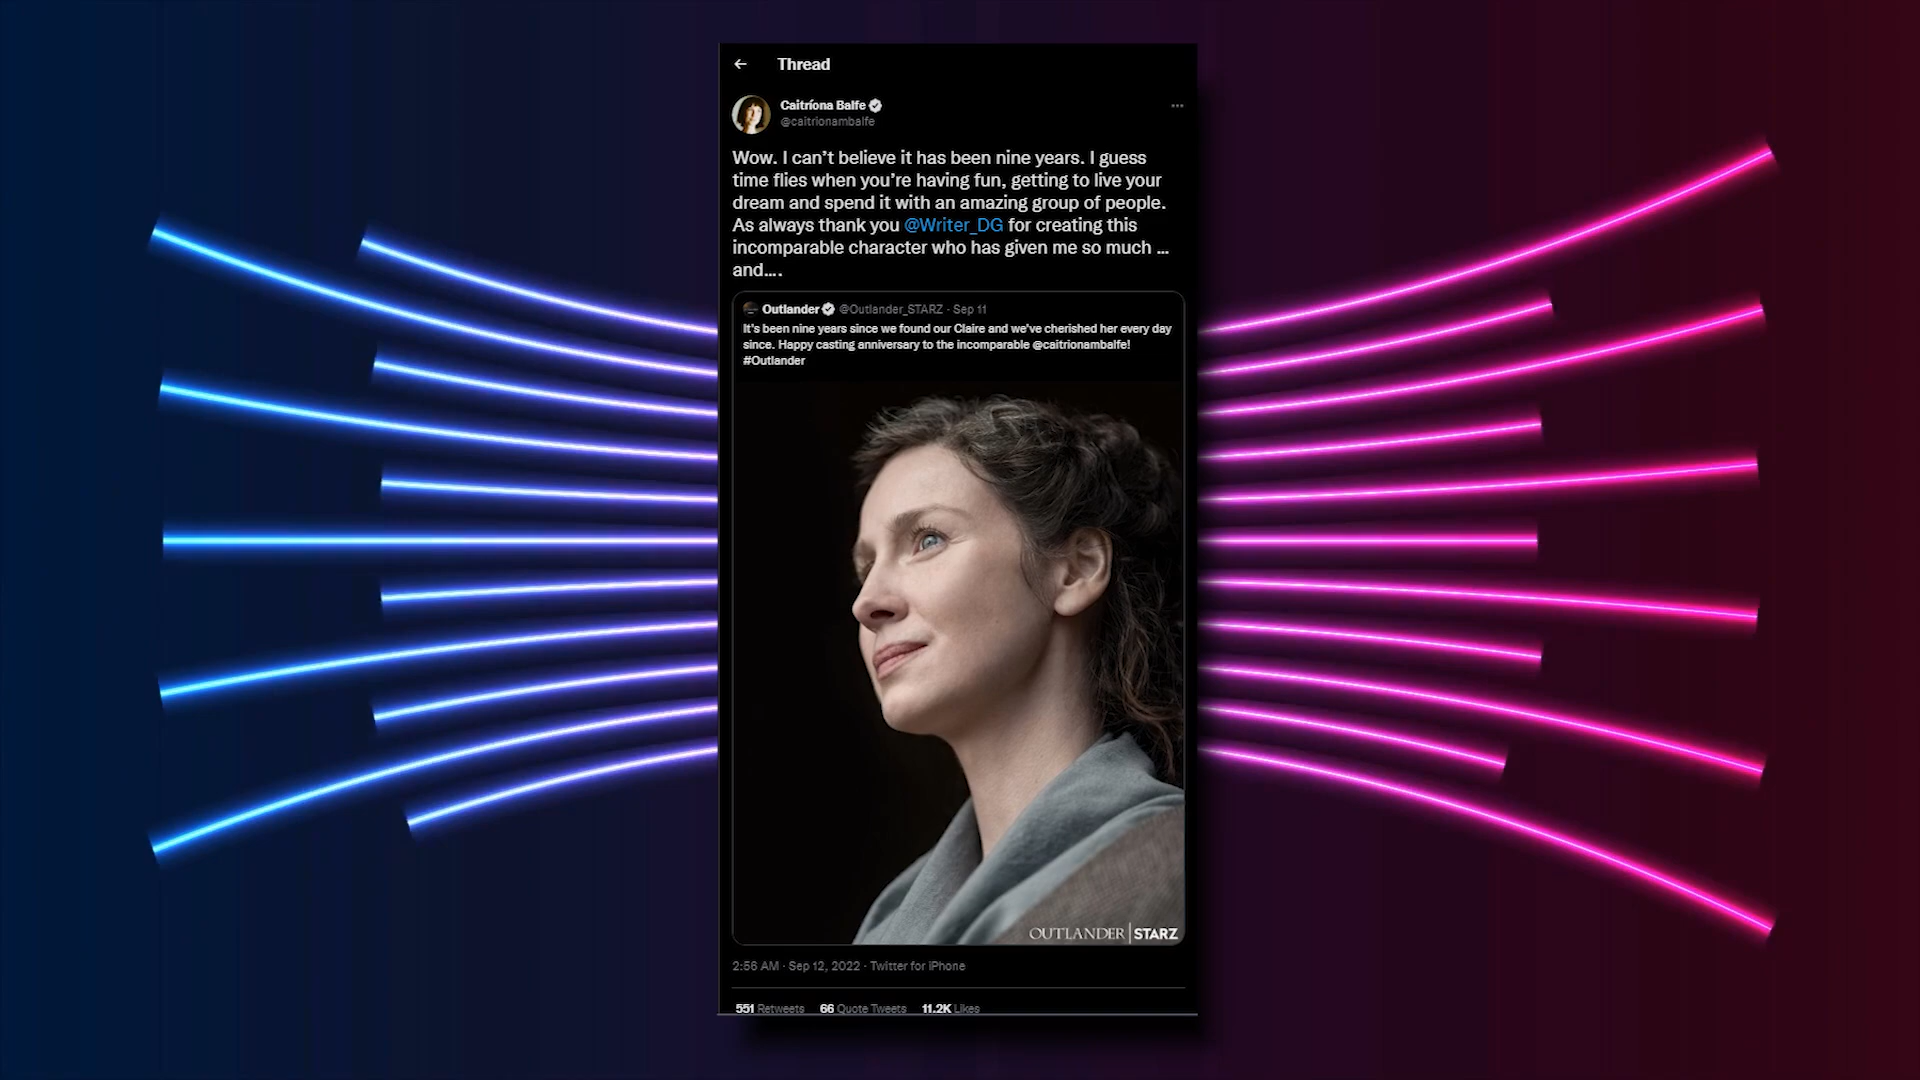 Thread
Caitríona Balfe
@caitrionambalfe
Wow. I can’t believe it has been nine years. I guess
time flies when you’re having fun, getting to live your
dream and spend it with an amazing group of people.
As always thank you @Writer_DG for creating this
incomparable character who has given me so much ...
and....
Outlander @Outlander_STARZ · Sep 11
It's been nine years since we found our Claire and we've cherished her every day
since. Happy casting anniversary to the incomparable @caitrionambalfe!
#Outlander
OUTLANDER | STARZ
2:56 AM · Sep 12, 2022 · Twitter for iPhone
551 Retweets 66 Quote Tweets 11.2K Likes